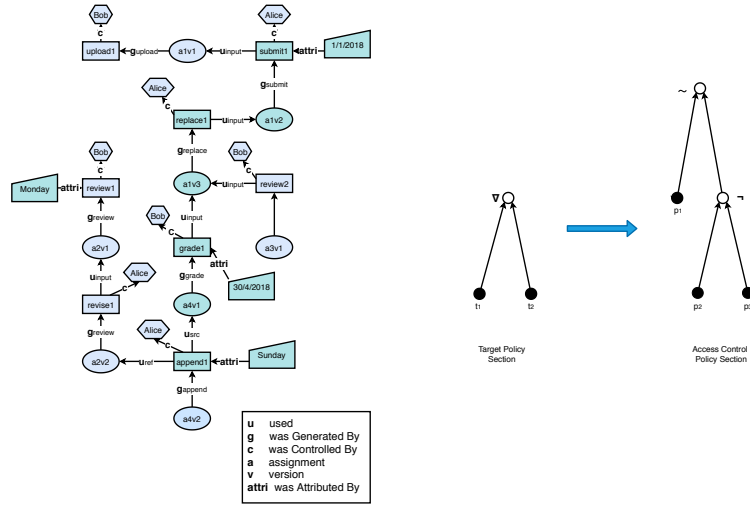 Bob
Alice
c
c
upload1
gupload
a1v1
uinput
submit1
attri
1/1/2018
gsubmit
Alice
c
replace1
uinput
a1v2
greplace
Bob
Bob
c
c
Monday
attri
review1
a1v3
uinput
review2
greview
Bob
uinput
c
a2v1
grade1
a3v1
attri
uinput
Alice
ggrade
30/4/2018
c
revise1
a4v1
greview
Alice
usrc
c
Sunday
a2v2
uref
append1
attri
gappend
a4v2
u used
g was Generated By
c was Controlled By
a assignment
v version
attri was Attributed By
∇
t1
t2
Target Policy
Section
~
p1
¬
p2
Access Control
Policy Section